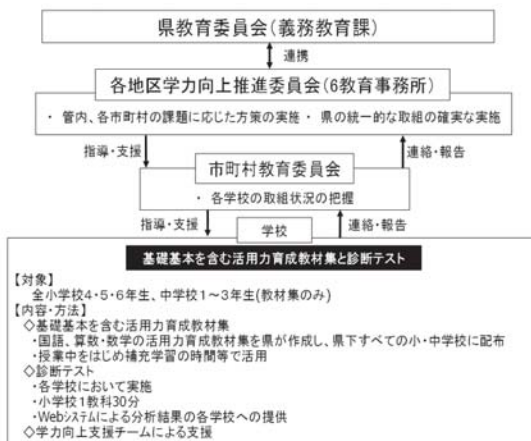 県教育委員会(義務教育課)
連携
各地区学力向上推進委員会(6教育事務所)
・ 管内、各市町村の課題に応じた方策の実施 ・ 県の統一的な取組の確実な実施
指導・支援
連絡・報告
市町村教育委員会
・ 各学校の取組状況の把握
指導・支援
連絡・報告
学校
基礎基本を含む活用力育成教材集と診断テスト
【対象】
全小学校4・5・6年生、中学校1~3年生(教材集のみ)
【内容・方法】
◇基礎基本を含む活用力育成教材集
・国語、算数・数学の活用力育成教材集を県が作成し、県下すべての小・中学校に配布
・授業中をはじめ補充学習の時間等で活用
◇診断テスト
・各学校において実施
・小学校1教科30分
・Webシステムによる分析結果の各学校への提供
◇学力向上支援チームによる支援